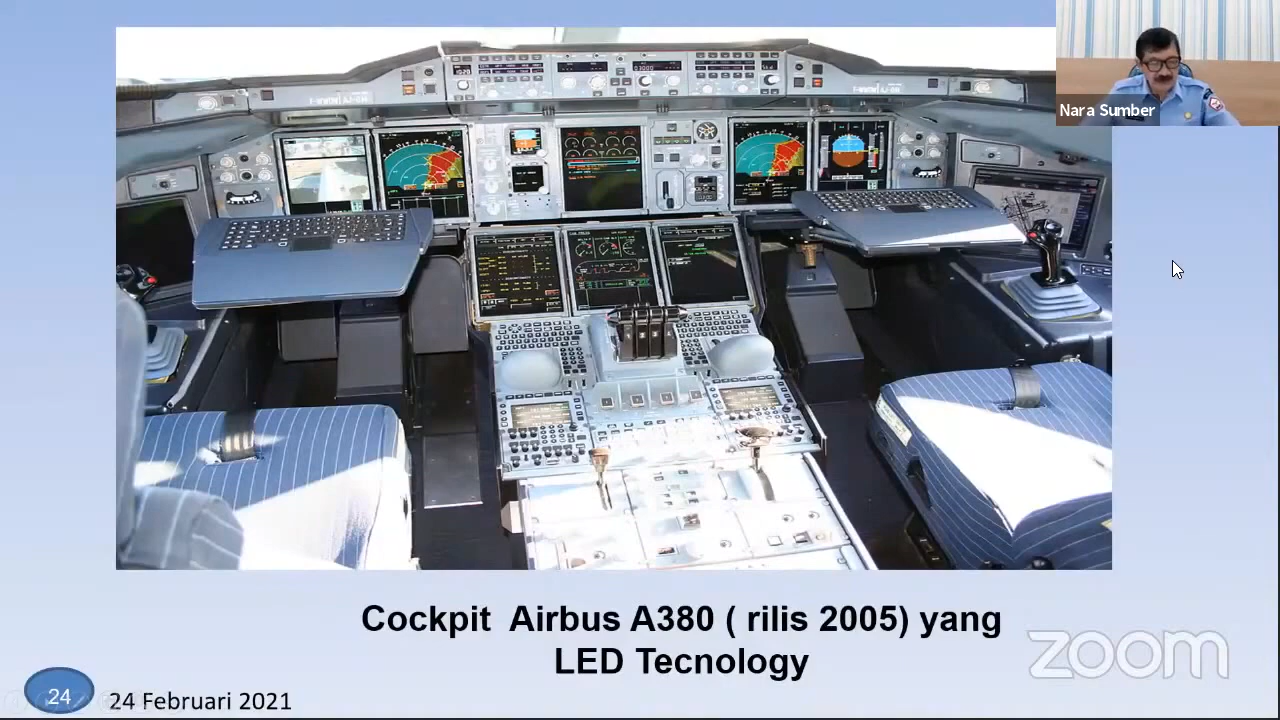 Nara Sumber
Cockpit Airbus A380 ( rilis 2005) yang
LED Tecnology
zoom
24
24 Februari 2021